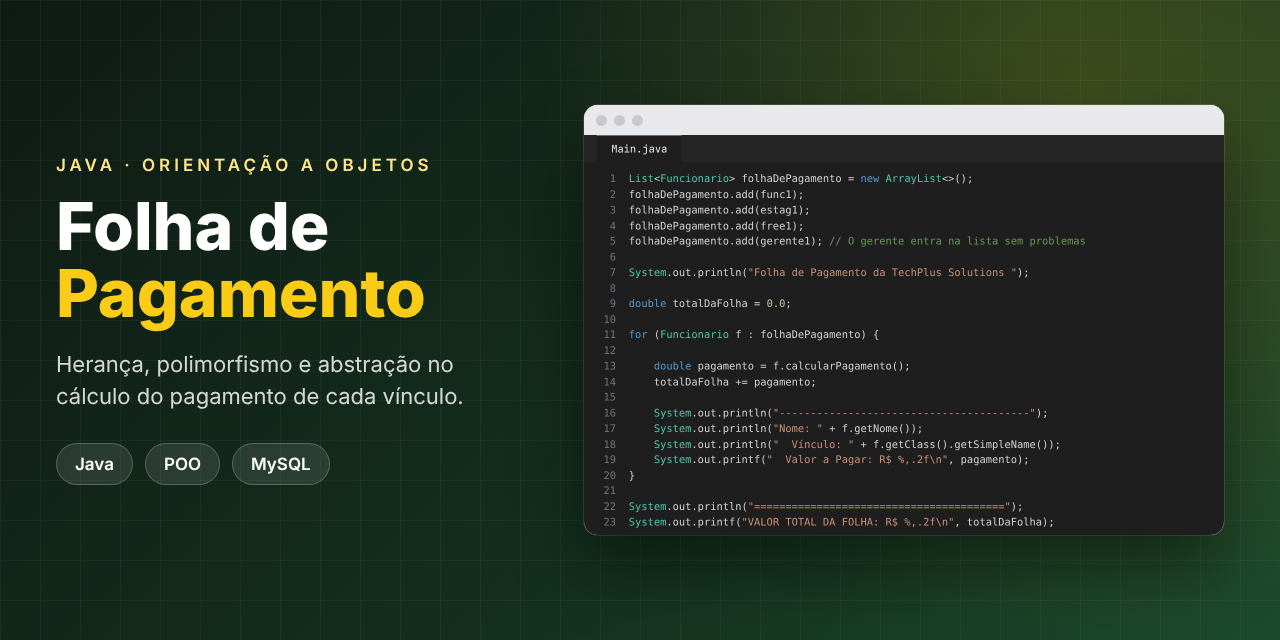 JAVA · ORIENTAÇÃO A OBJETOS
Folha de
Pagamento
Herança, polimorfismo e abstração no
cálculo do pagamento de cada vínculo.
Java POO MySQL
Main.java
1 List<Funcionario> folhaDePagamento = new ArrayList<>();
2 folhaDePagamento.add(func1);
3 folhaDePagamento.add(estag1);
4 folhaDePagamento.add(free1);
5 folhaDePagamento.add(gerente1); // O gerente entra na lista sem problemas
6
7 System.out.println("Folha de Pagamento da TechPlus Solutions ");
8
9 double totalDaFolha = 0.0;
10
11 for (Funcionario f : folhaDePagamento) {
12
13     double pagamento = f.calcularPagamento();
14     totalDaFolha += pagamento;
15
16     System.out.println("----------------------------------------");
17     System.out.println("Nome: " + f.getNome());
18     System.out.println("  Vínculo: " + f.getClass().getSimpleName());
19     System.out.printf("  Valor a Pagar: R$ %,.2f\n", pagamento);
20 }
21
22 System.out.println("========================================");
23 System.out.printf("VALOR TOTAL DA FOLHA: R$ %,.2f\n", totalDaFolha);